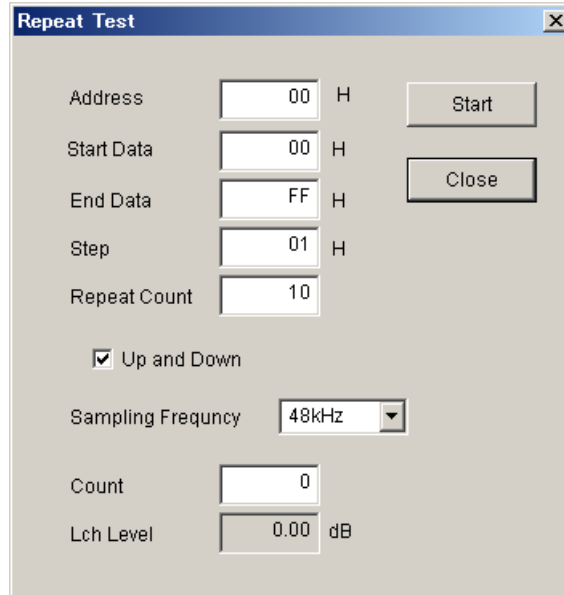 Repeat Test
Address 00 H
Start
Start Data 00 H
Close
End Data FF H
Step 01 H
Repeat Count 10
Up and Down
Sampling Frequncy 48kHz
Count 0
Lch Level 0.00 dB